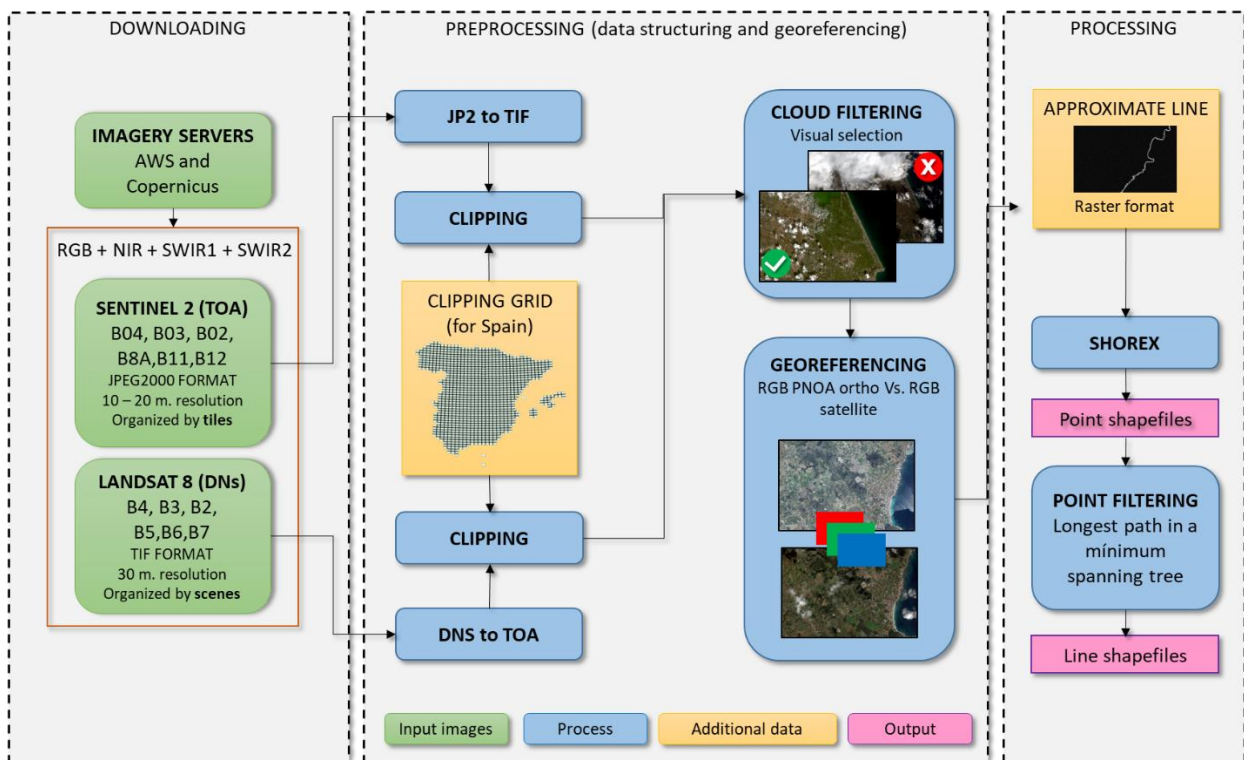 DOWNLOADING
IMAGERY SERVERS
AWS and
Copernicus
RGB + NIR + SWIR1 + SWIR2
SENTINEL 2 (TOA)
B04, B03, B02,
B8A,B11,B12
JPEG2000 FORMAT
10 – 20 m. resolution
Organized by tiles
LANDSAT 8 (DNs)
B4, B3, B2,
B5,B6,B7
TIF FORMAT
30 m. resolution
Organized by scenes
PREPROCESSING (data structuring and georeferencing)
JP2 to TIF
CLIPPING
CLIPPING GRID
(for Spain)
CLIPPING
DNS to TOA
CLOUD FILTERING
Visual selection
GEOREFERENCING
RGB PNOA ortho Vs. RGB
satellite
Input images
Process
Additional data
Output
PROCESSING
APPROXIMATE LINE
Raster format
SHOREX
Point shapefiles
POINT FILTERING
Longest path in a
mínimum
spanning tree
Line shapefiles